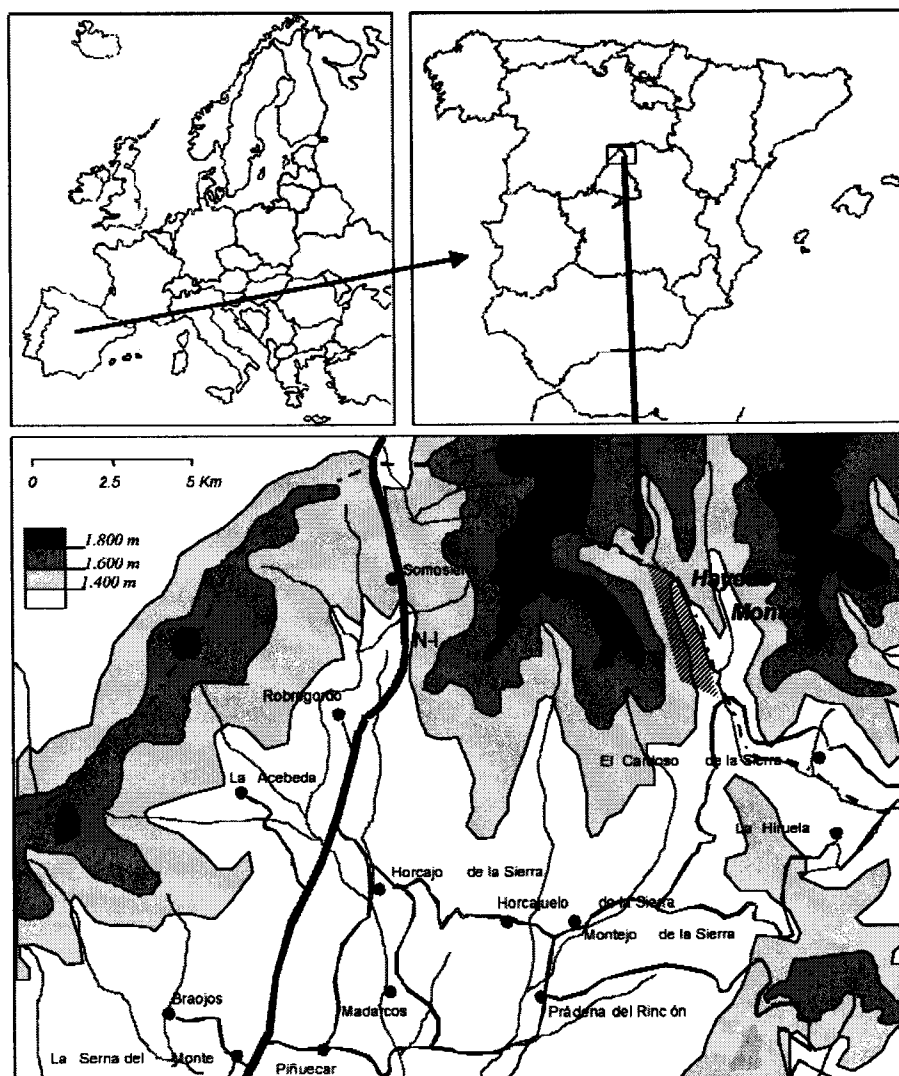 0 2.5 5 Km
1.800 m
1.600 m
1.400 m
N-I
Robregordo
La Acebeda
El Cardoso de la Sierra
La Hiruela
Horcajo de la Sierra
Horcajuelo de la Sierra
Montejo de la Sierra
Braojos
Madarcos
Prádena del Rincón
La Serna del Monte
Piñuecar